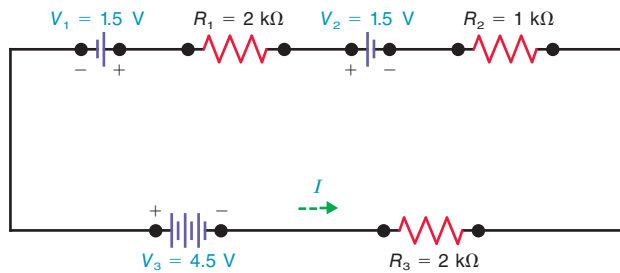 V₁ = 1.5 V
R₁ = 2 kΩ
V₂ = 1.5 V
R₂ = 1 kΩ
− +
+ −
+ −
I
V₃ = 4.5 V
R₃ = 2 kΩ